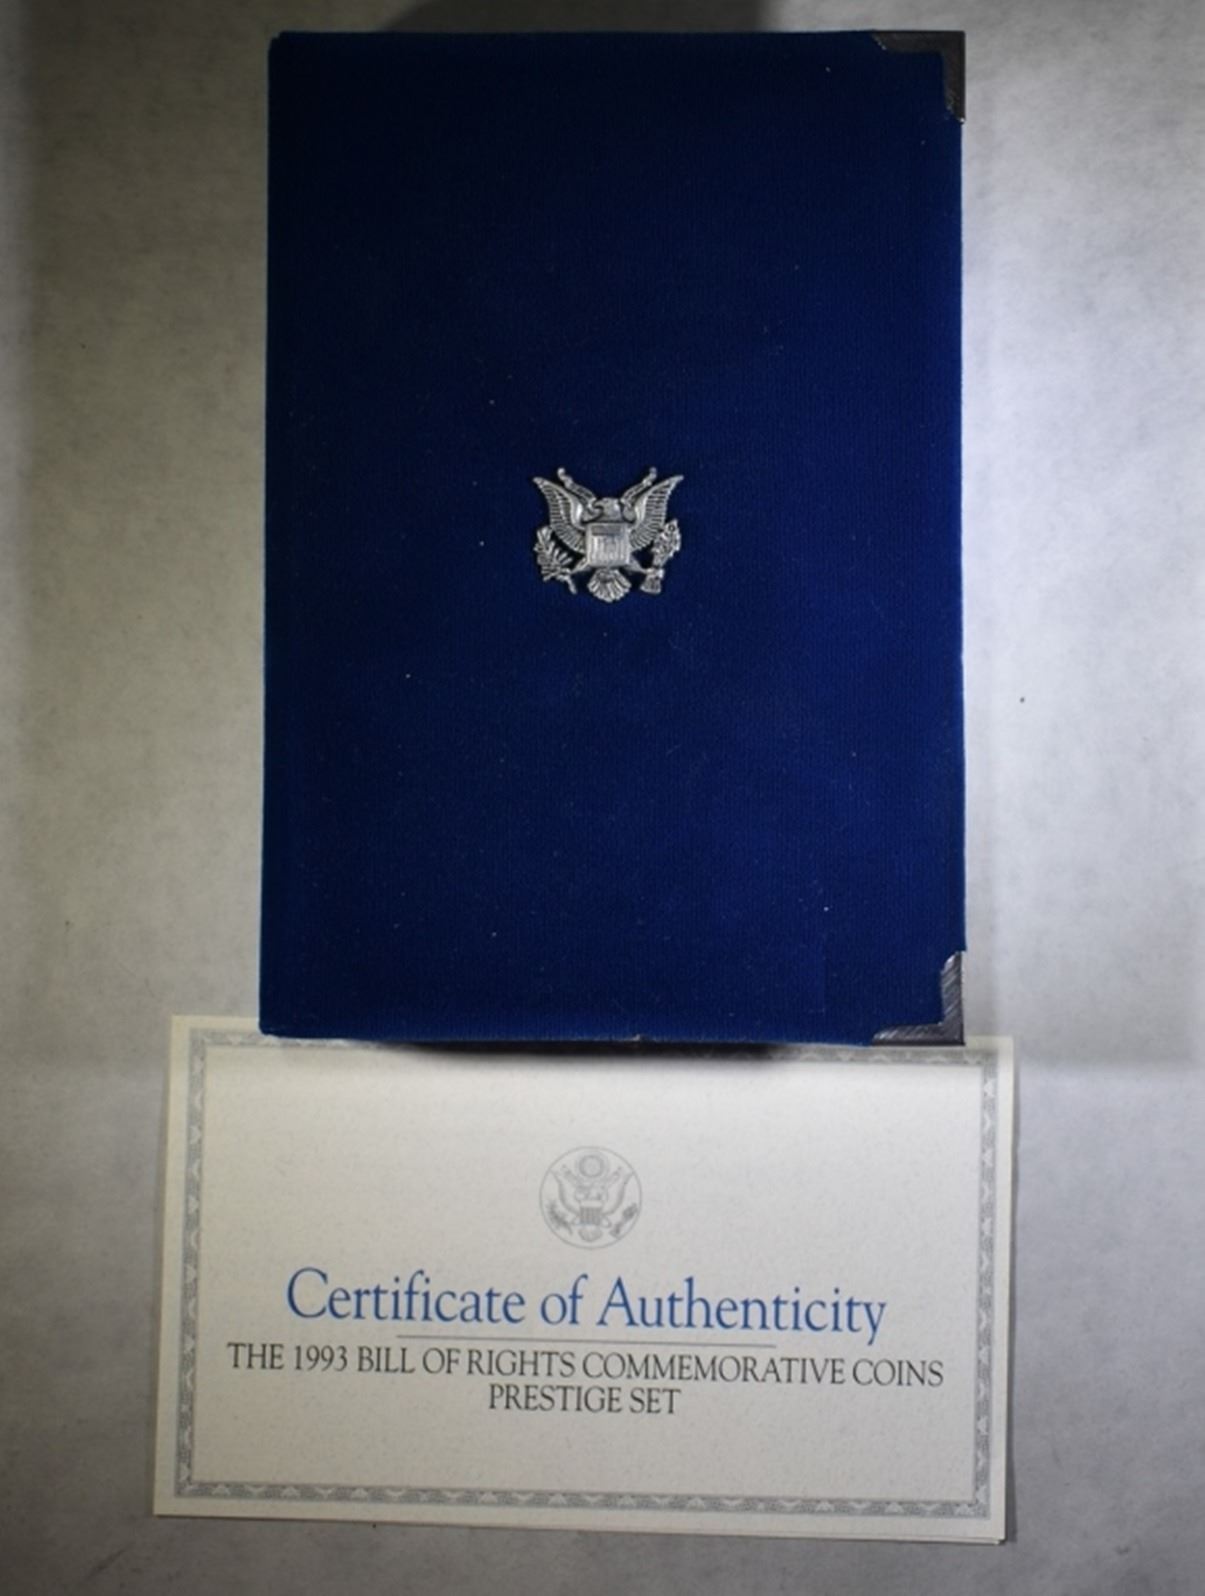 Certificate of Authenticity
THE 1993 BILL OF RIGHTS COMMEMORATIVE COINS
PRESTIGE SET